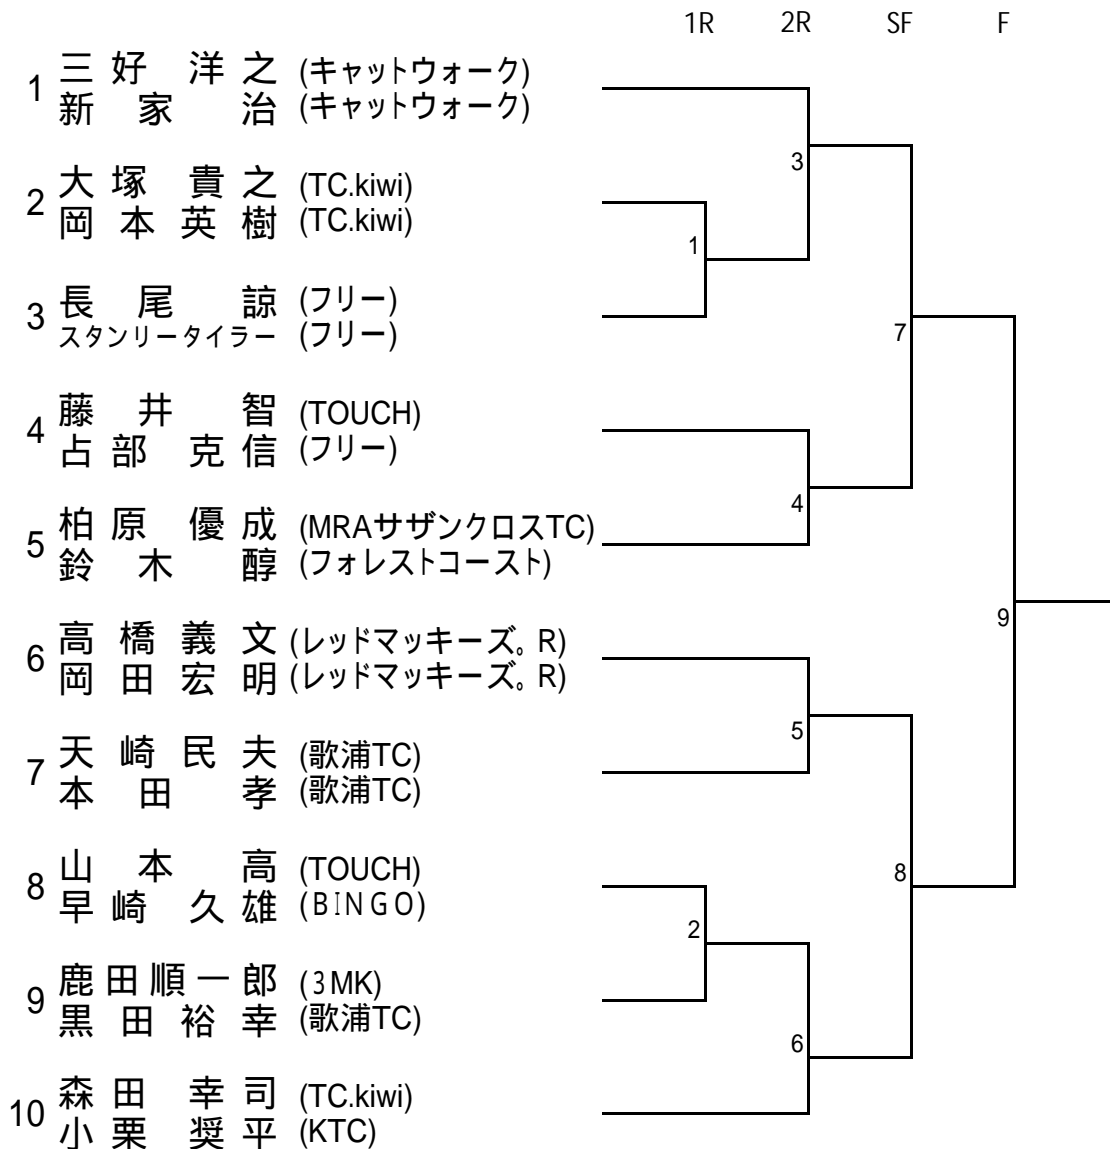 1R 2R SF F
1 三好 洋之 (キャットウォーク)
新家 治 (キャットウォーク)
2 大塚 貴之 (TC.kiwi)
岡本英樹 (TC.kiwi)
3 長尾 諒 (フリー)
スタンリータイラー (フリー)
4 藤井 智 (TOUCH)
占部 克信 (フリー)
5 柏原 優成 (MRAサザンクロスTC)
鈴木 醇 (フォレストコースト)
6 高橋義文 (レッドマッキーズ。R)
岡田宏明 (レッドマッキーズ。R)
7 天崎民夫 (歌浦TC)
本田 孝 (歌浦TC)
8 山本 高 (TOUCH)
早崎 久雄 (BINGO)
9 鹿田順一郎 (3MK)
黒田裕幸 (歌浦TC)
10 森田 幸司 (TC.kiwi)
小栗 奨平 (KTC)
3
1
7
4
9
5
8
2
6